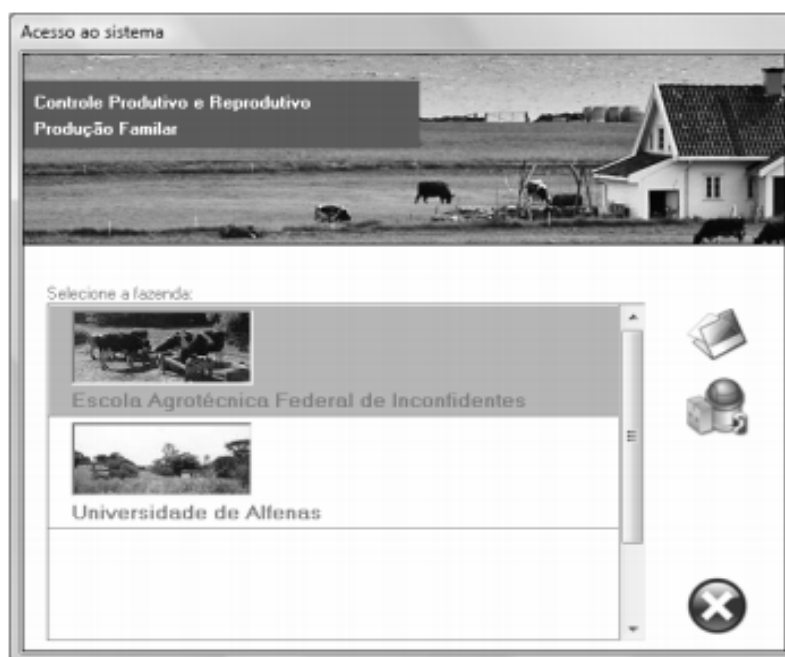 Acesso ao sistema
Controle Produtivo e Reprodutivo
Produção Familar
Selecione a fazenda:
Escola Agrotécnica Federal de Inconfidentes
Universidade de Alfenas